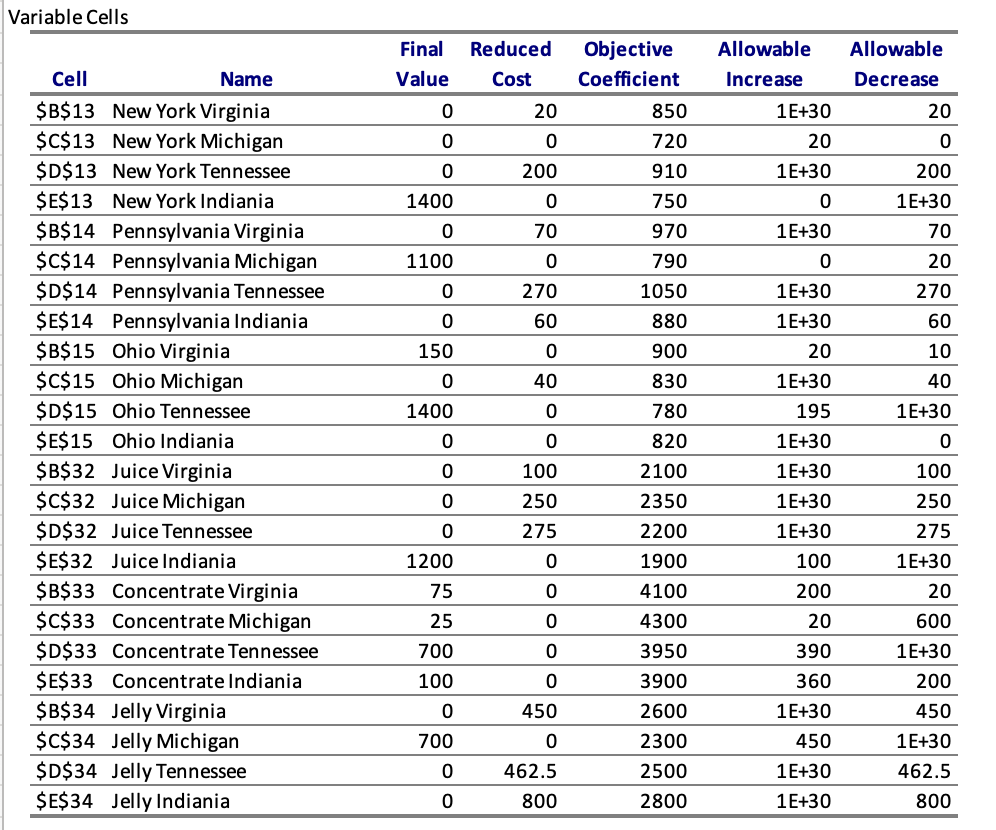 Variable Cells
Final Reduced Objective Allowable Allowable
Cell Name Value Cost Coefficient Increase Decrease
$B$13 New York Virginia 0 20 850 1E+30 20
$C$13 New York Michigan 0 0 720 20 0
$D$13 New York Tennessee 0 200 910 1E+30 200
$E$13 New York Indiania 1400 0 750 0 1E+30
$B$14 Pennsylvania Virginia 0 70 970 1E+30 70
$C$14 Pennsylvania Michigan 1100 0 790 0 20
$D$14 Pennsylvania Tennessee 0 270 1050 1E+30 270
$E$14 Pennsylvania Indiania 0 60 880 1E+30 60
$B$15 Ohio Virginia 150 0 900 20 10
$C$15 Ohio Michigan 0 40 830 1E+30 40
$D$15 Ohio Tennessee 1400 0 780 195 1E+30
$E$15 Ohio Indiania 0 0 820 1E+30 0
$B$32 Juice Virginia 0 100 2100 1E+30 100
$C$32 Juice Michigan 0 250 2350 1E+30 250
$D$32 Juice Tennessee 0 275 2200 1E+30 275
$E$32 Juice Indiania 1200 0 1900 100 1E+30
$B$33 Concentrate Virginia 75 0 4100 200 20
$C$33 Concentrate Michigan 25 0 4300 20 600
$D$33 Concentrate Tennessee 700 0 3950 390 1E+30
$E$33 Concentrate Indiania 100 0 3900 360 200
$B$34 Jelly Virginia 0 450 2600 1E+30 450
$C$34 Jelly Michigan 700 0 2300 450 1E+30
$D$34 Jelly Tennessee 0 462.5 2500 1E+30 462.5
$E$34 Jelly Indiania 0 800 2800 1E+30 800